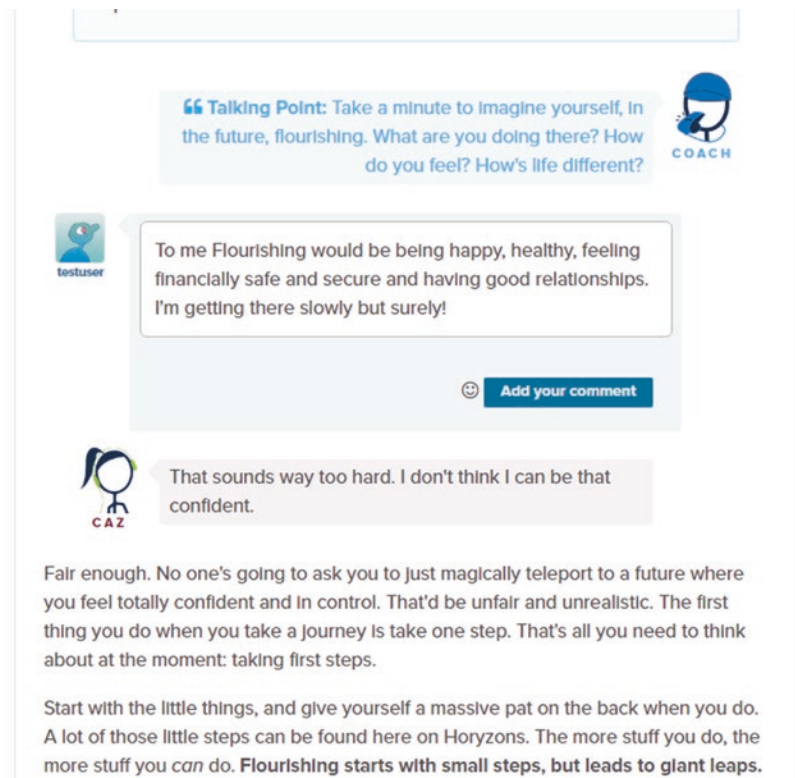 ❝ Talking Point: Take a minute to imagine yourself, in
the future, flourishing. What are you doing there? How
do you feel? How's life different?
COACH
testuser
To me Flourishing would be being happy, healthy, feeling
financially safe and secure and having good relationships.
I'm getting there slowly but surely!
Add your comment
CAZ
That sounds way too hard. I don't think I can be that
confident.
Fair enough. No one's going to ask you to just magically teleport to a future where
you feel totally confident and in control. That'd be unfair and unrealistic. The first
thing you do when you take a journey is take one step. That's all you need to think
about at the moment: taking first steps.
Start with the little things, and give yourself a massive pat on the back when you do.
A lot of those little steps can be found here on Horyzons. The more stuff you do, the
more stuff you can do. Flourishing starts with small steps, but leads to giant leaps.